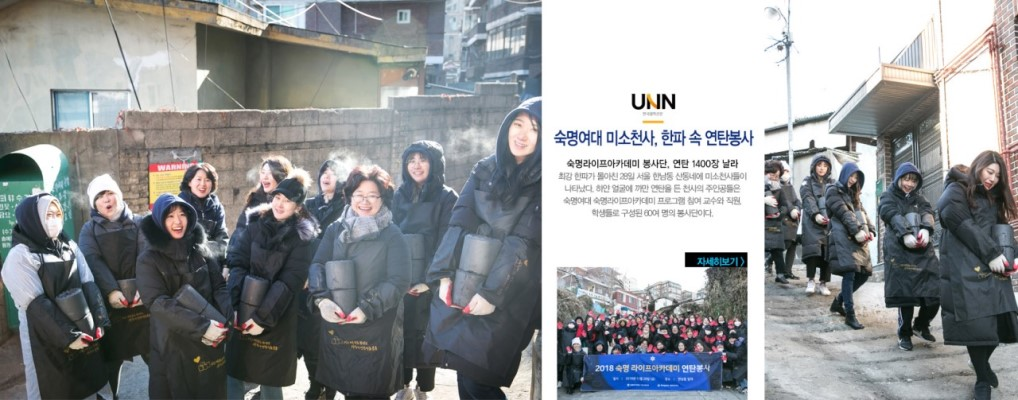 WARNING
UNN
숙명여대 미소천사, 한파 속 연탄봉사
숙명라이프아카데미 봉사단, 연탄 1400장 날라
최강 한파가 몰아친 28일 서울 한남동 산동네에 미소천사들이
나타났다. 하얀 얼굴에 까만 연탄을 든 천사의 주인공들은
숙명여대 숙명라이프아카데미 프로그램 참여 교수와 직원,
학생들로 구성된 60여 명의 봉사단이다.
자세히보기 〉
2018 숙명 라이프아카데미 연탄봉사